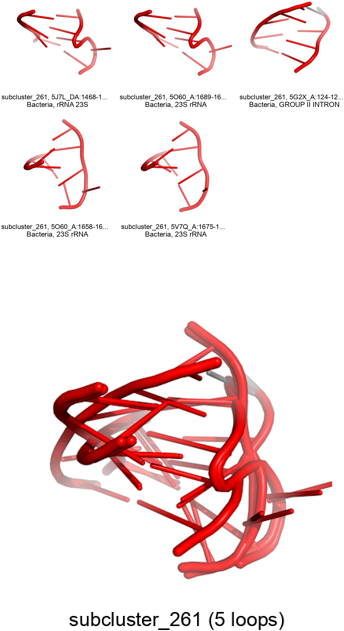 subcluster_261, 5J7L_DA:1468-1...
Bacteria, rRNA 23S
subcluster_261, 5O60_A:1689-16...
Bacteria, 23S rRNA
subcluster_261, 5G2X_A:124-12...
Bacteria, GROUP II INTRON
subcluster_261, 5O60_A:1658-16...
Bacteria, 23S rRNA
subcluster_261, 5V7Q_A:1675-1...
Bacteria, 23S rRNA
subcluster_261 (5 loops)